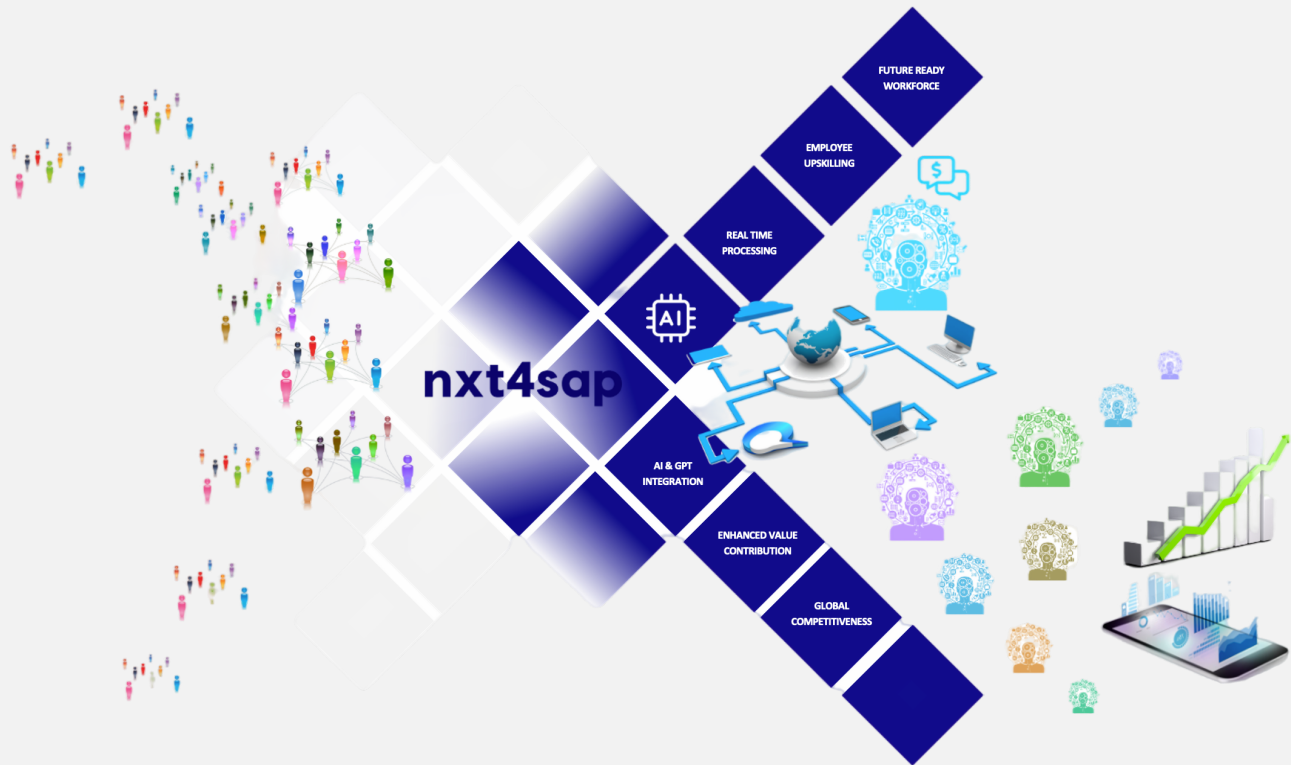 FUTURE READY
WORKFORCE
EMPLOYEE
UPSKILLING
$
REAL TIME
PROCESSING
AI
nxt4sap
AI & GPT
INTEGRATION
ENHANCED VALUE
CONTRIBUTION
GLOBAL
COMPETITIVENESS